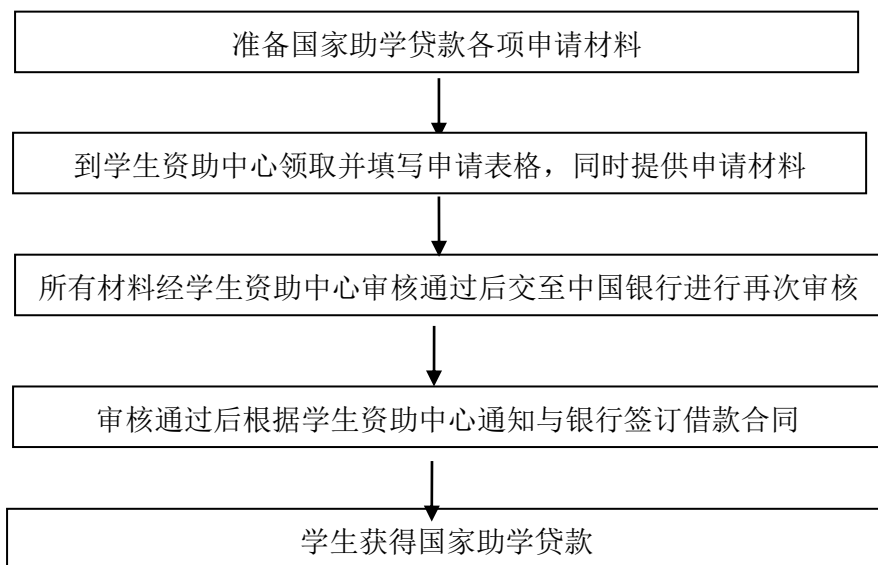 准备国家助学贷款各项申请材料
到学生资助中心领取并填写申请表格，同时提供申请材料
所有材料经学生资助中心审核通过后交至中国银行进行再次审核
审核通过后根据学生资助中心通知与银行签订借款合同
学生获得国家助学贷款